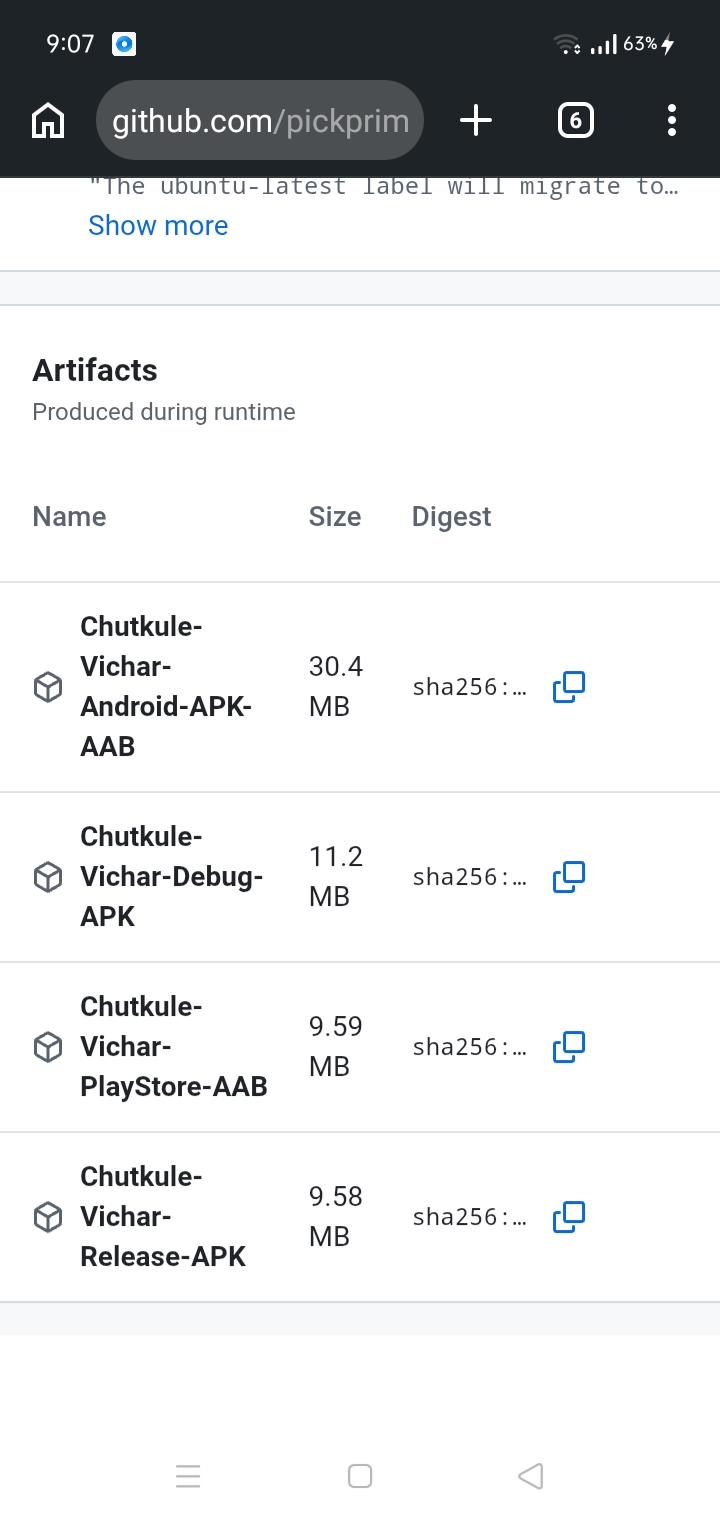 9:07
63%
github.com/pickprim
6
"The ubuntu-latest label will migrate to…
Show more
Artifacts
Produced during runtime
Name Size Digest
Chutkule-
Vichar-
Android-APK-
AAB
30.4
MB
sha256:…
Chutkule-
Vichar-Debug-
APK
11.2
MB
sha256:…
Chutkule-
Vichar-
PlayStore-AAB
9.59
MB
sha256:…
Chutkule-
Vichar-
Release-APK
9.58
MB
sha256:…